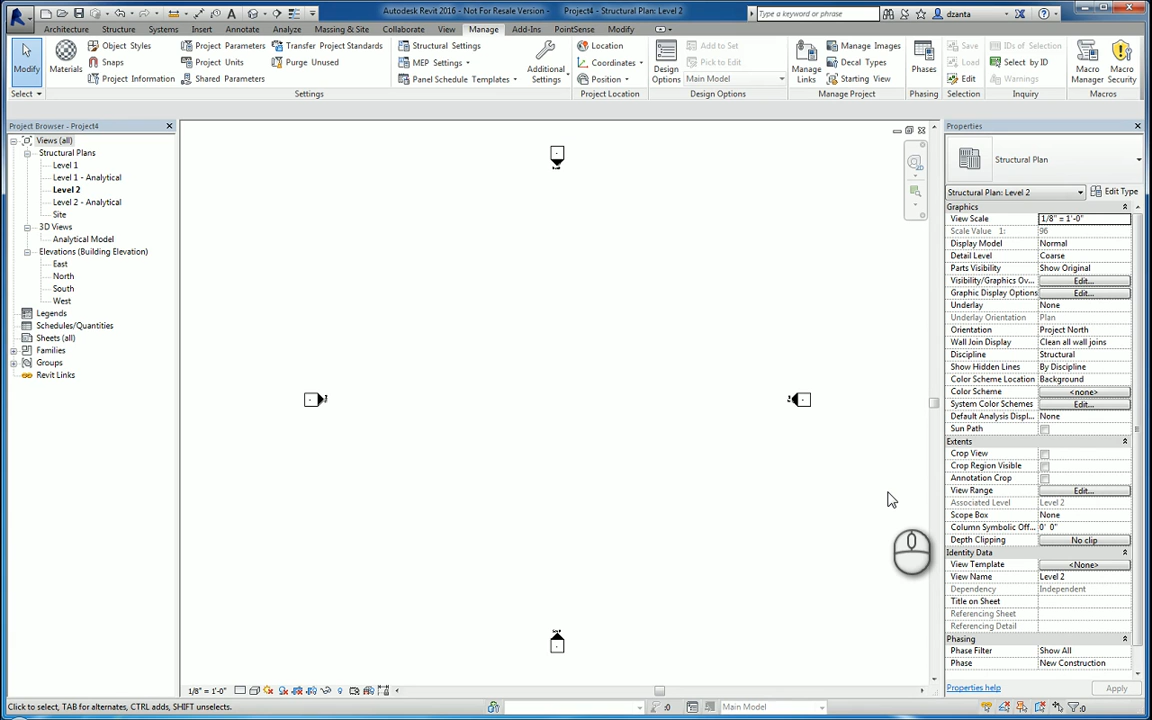 Autodesk Revit 2016 - Not For Resale Version - Project4 - Structural Plan: Level 2
Type a keyword or phrase
dzanta
Architecture Structure Systems Insert Annotate Analyze Massing & Site Collaborate View Manage Add-Ins PointSense Modify
Modify
Materials
Object Styles
Snaps
Project Information
Project Parameters
Project Units
Shared Parameters
Transfer Project Standards
Purge Unused
Structural Settings
MEP Settings
Panel Schedule Templates
Additional Settings
Location
Coordinates
Position
Design Options
Add to Set
Pick to Edit
Main Model
Manage Links
Manage Images
Decal Types
Starting View
Phases
Save
Load
Edit
IDs of Selection
Select by ID
Warnings
Macro Manager
Macro Security
Select
Settings
Project Location
Design Options
Manage Project
Phasing
Selection
Inquiry
Macros
Project Browser - Project4
Views (all)
Structural Plans
Level 1
Level 1 - Analytical
Level 2
Level 2 - Analytical
Site
3D Views
Analytical Model
Elevations (Building Elevation)
East
North
South
West
Legends
Schedules/Quantities
Sheets (all)
Families
Groups
Revit Links
Properties
Structural Plan
Structural Plan: Level 2 Edit Type
Graphics
View Scale 1/8" = 1'-0"
Scale Value 1: 96
Display Model Normal
Detail Level Coarse
Parts Visibility Show Original
Visibility/Graphics Ov... Edit...
Graphic Display Options Edit...
Underlay None
Underlay Orientation Plan
Orientation Project North
Wall Join Display Clean all wall joins
Discipline Structural
Show Hidden Lines By Discipline
Color Scheme Location Background
Color Scheme <none>
System Color Schemes Edit...
Default Analysis Displ... None
Sun Path
Extents
Crop View
Crop Region Visible
Annotation Crop
View Range Edit...
Associated Level Level 2
Scope Box None
Column Symbolic Off... 0' 0"
Depth Clipping No clip
Identity Data
View Template <None>
View Name Level 2
Dependency Independent
Title on Sheet
Referencing Sheet
Referencing Detail
Phasing
Phase Filter Show All
Phase New Construction
Properties help Apply
1/8" = 1'-0"
Click to select, TAB for alternates, CTRL adds, SHIFT unselects.
:0
Main Model
:0